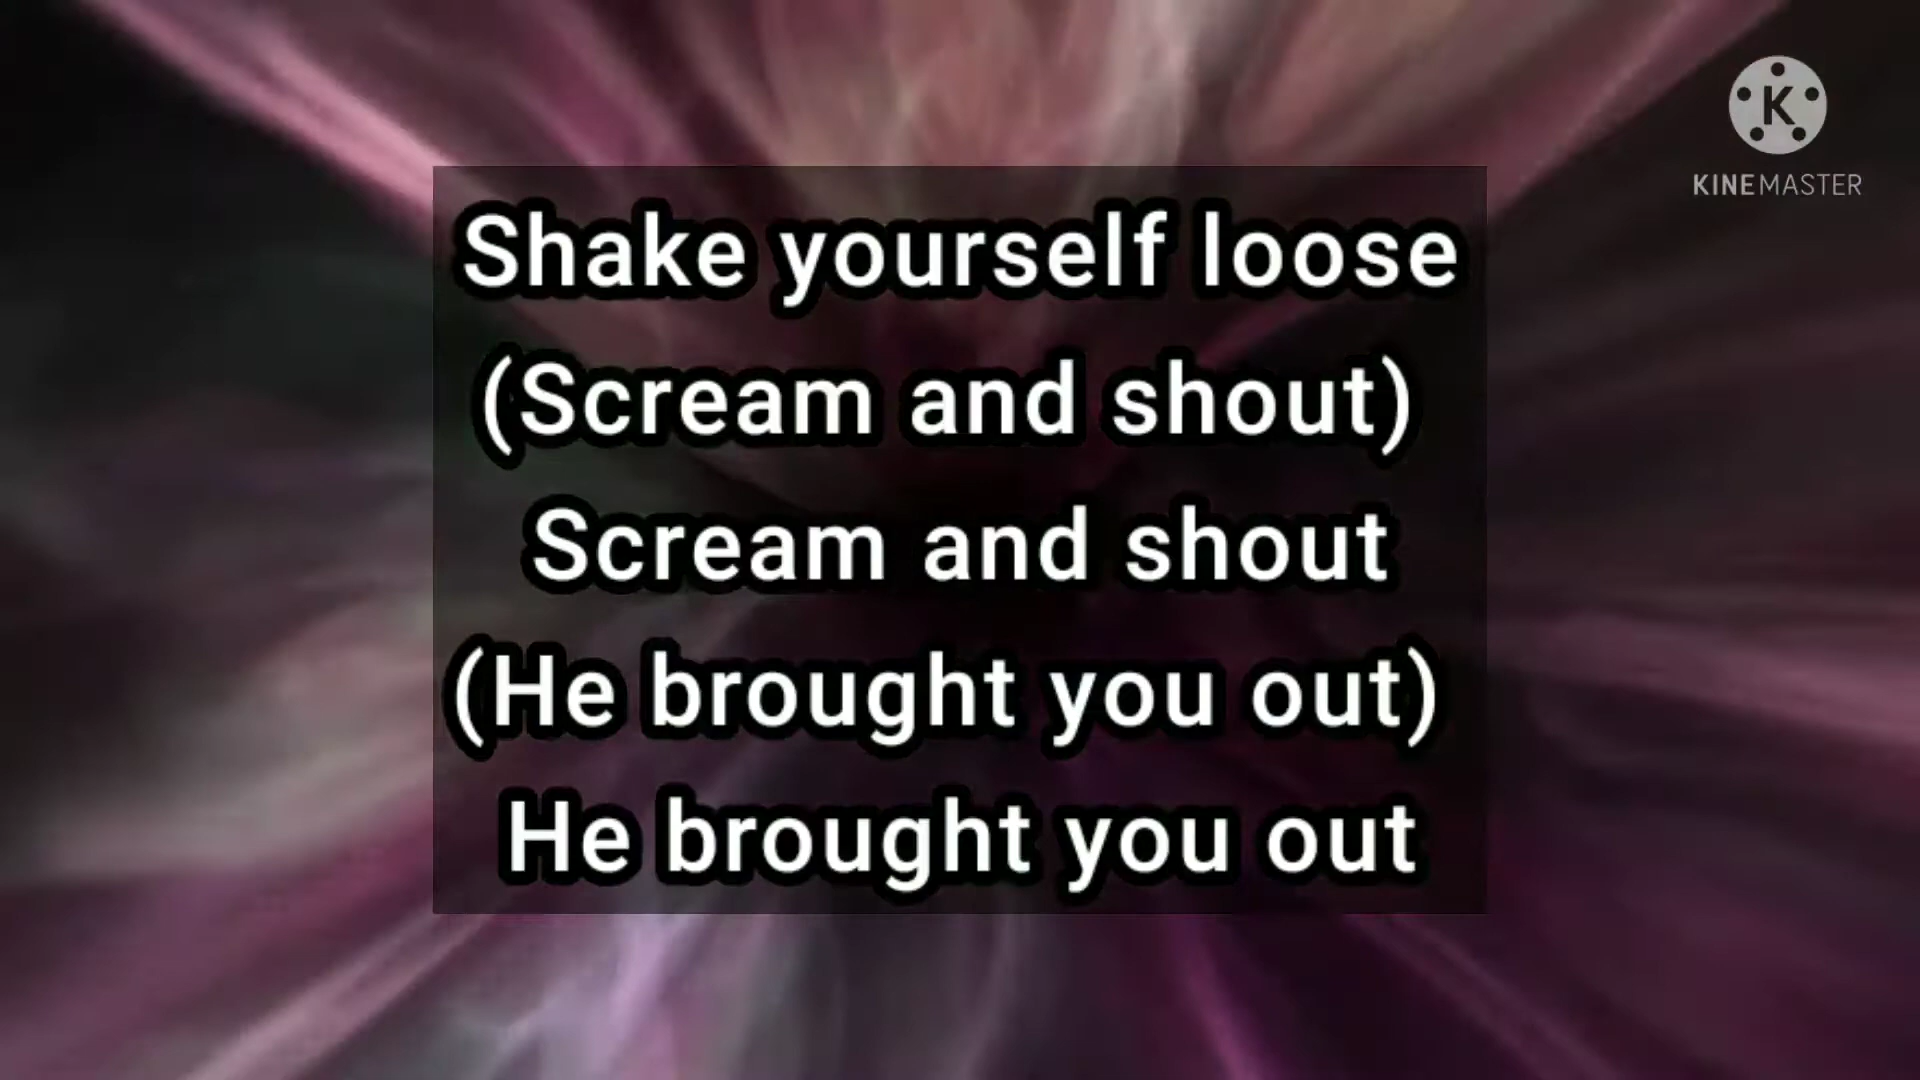 Shake yourself loose
(Scream and shout)
Scream and shout
(He brought you out)
He brought you out
K
KINEMASTER